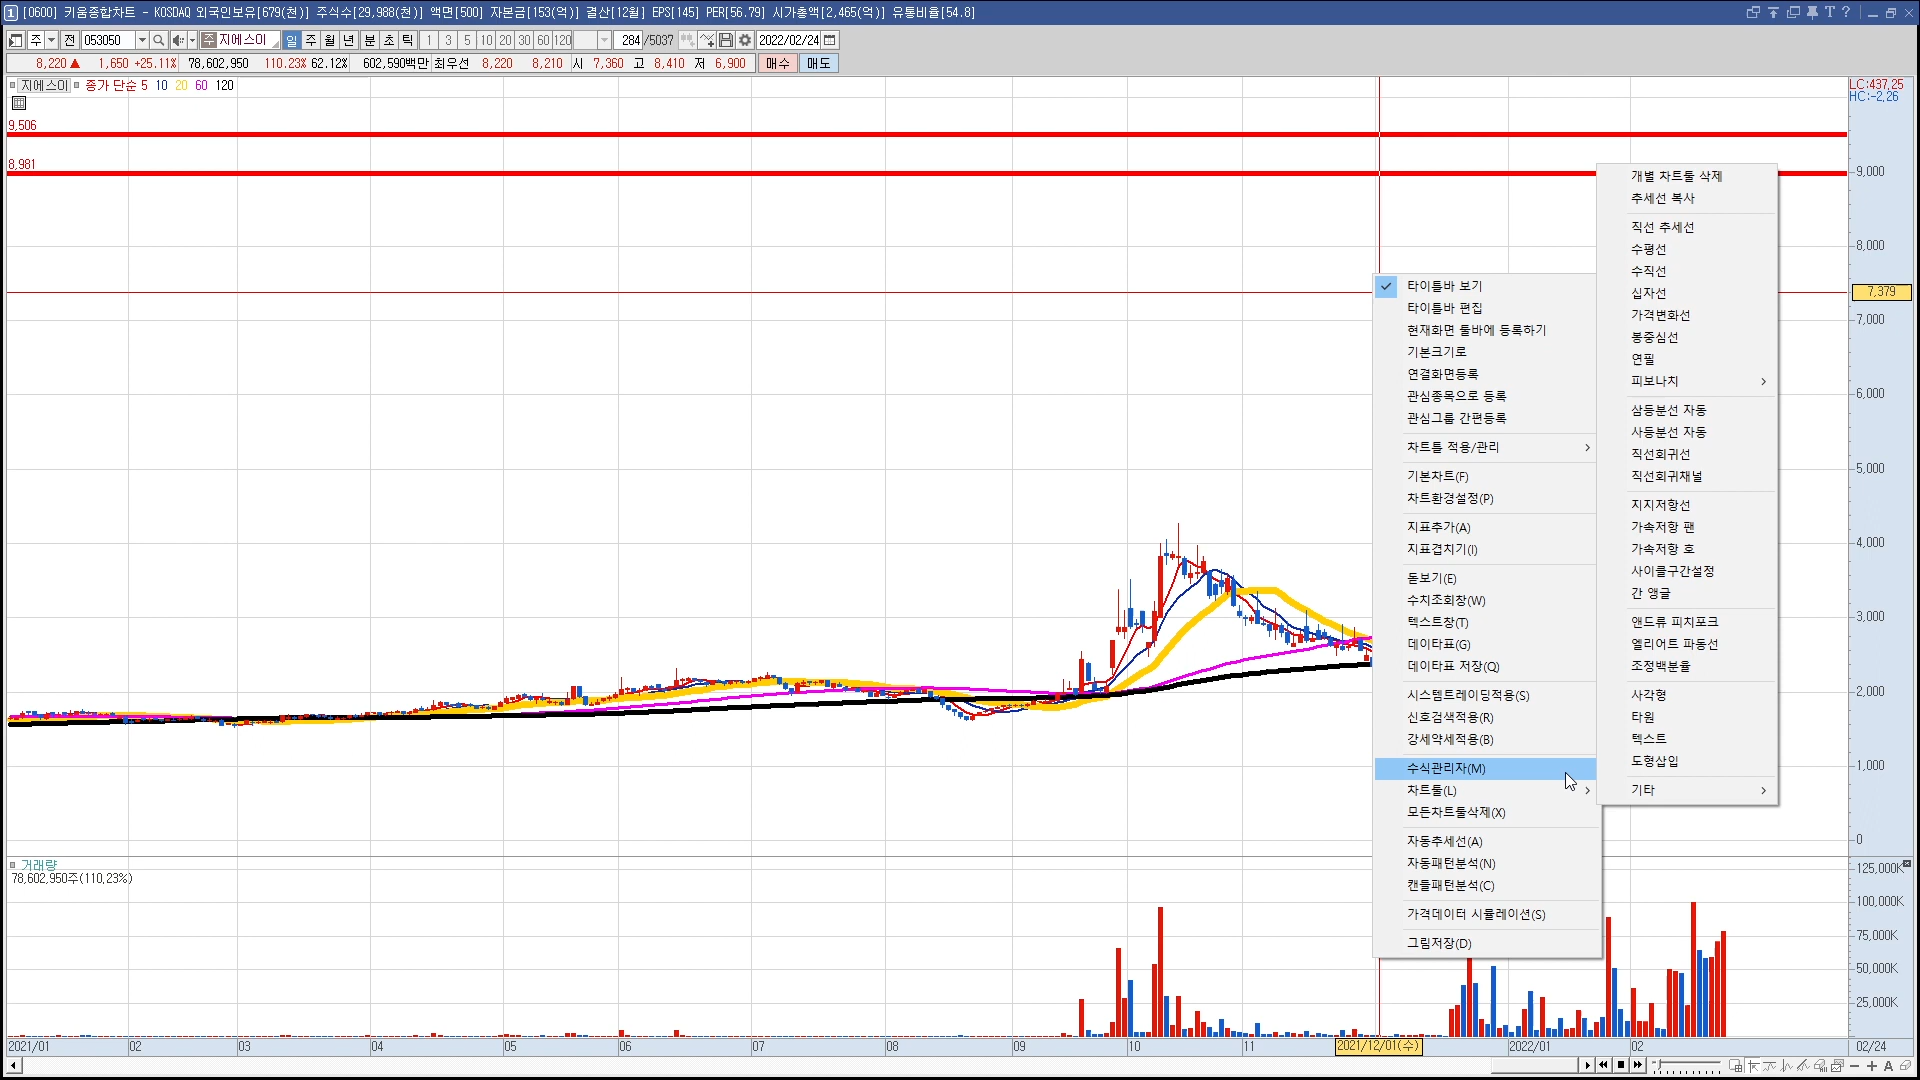 1 [0600] 키움종합차트 - KOSDAQ 외국인보유[679(천)] 주식수[29,988(천)] 액면[500] 자본금[153(억)] 결산[12월] EPS[145] PER[56.79] 시가총액[2,465(억)] 유통비율[54.8]
주 전 053050 주 지에스이 일 주 월 년 분 초 틱 1 3 5 10 20 30 60 120 284 /5037 2022/02/24
8,220▲ 1,650 +25.11% 78,602,950 110.23% 62.12% 602,590백만 최우선 8,220 8,210 시 7,360 고 8,410 저 6,900 매수 매도
지에스이 종가 단순 5 10 20 60 120
LC:437,25
HC:-2,26
9,506
8,981
9,000
8,000
7,379
7,000
6,000
5,000
4,000
3,000
2,000
1,000
0
타이틀바 보기
타이틀바 편집
현재화면 툴바에 등록하기
기본크기로
연결화면등록
관심종목으로 등록
관심그룹 간편등록
차트틀 적용/관리
기본차트(F)
차트환경설정(P)
지표추가(A)
지표겹치기(I)
돋보기(E)
수치조회창(W)
텍스트창(T)
데이타표(G)
데이타표 저장(Q)
시스템트레이딩적용(S)
신호검색적용(R)
강세약세적용(B)
수식관리자(M)
차트툴(L)
모든차트툴삭제(X)
자동추세선(A)
자동패턴분석(N)
캔들패턴분석(C)
가격데이터 시뮬레이션(S)
그림저장(D)
개별 차트툴 삭제
추세선 복사
직선 추세선
수평선
수직선
십자선
가격변화선
봉중심선
연필
피보나치
삼등분선 자동
사등분선 자동
직선회귀선
직선회귀채널
지지저항선
가속저항 팬
가속저항 호
사이클구간설정
간 앵글
앤드류 피치포크
엘리어트 파동선
조정백분율
사각형
타원
텍스트
도형삽입
기타
거래량
78,602,950주(110,23%)
125,000K
100,000K
75,000K
50,000K
25,000K
2021/01 02 03 04 05 06 07 08 09 10 11 2021/12/01(수) 2022/01 02 02/24
A